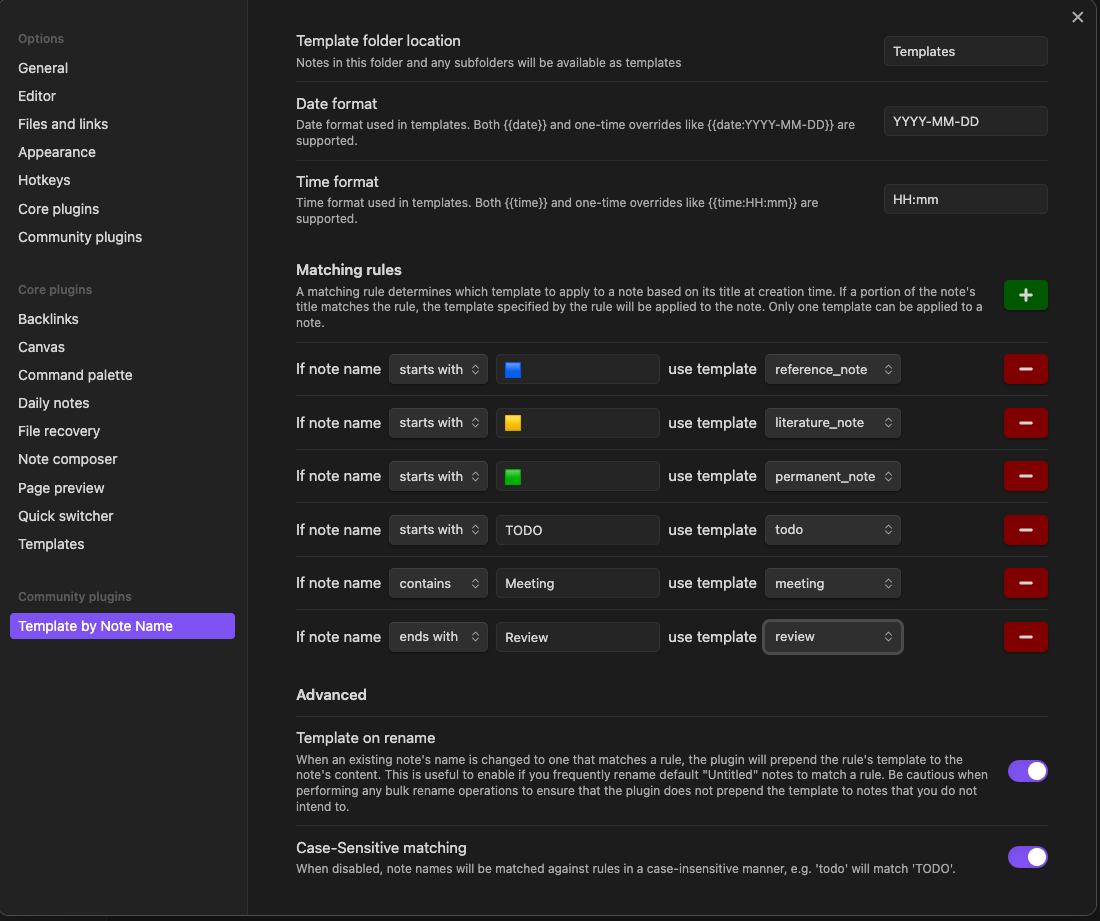 Options
General
Editor
Files and links
Appearance
Hotkeys
Core plugins
Community plugins
Core plugins
Backlinks
Canvas
Command palette
Daily notes
File recovery
Note composer
Page preview
Quick switcher
Templates
Community plugins
Template by Note Name
Template folder location
Notes in this folder and any subfolders will be available as templates
Templates
Date format
Date format used in templates. Both {{date}} and one-time overrides like {{date:YYYY-MM-DD}} are
supported.
YYYY-MM-DD
Time format
Time format used in templates. Both {{time}} and one-time overrides like {{time:HH:mm}} are
supported.
HH:mm
Matching rules
A matching rule determines which template to apply to a note based on its title at creation time. If a portion of the note's
title matches the rule, the template specified by the rule will be applied to the note. Only one template can be applied to a
note.
If note name starts with 🟦 use template reference_note
If note name starts with 🟨 use template literature_note
If note name starts with 🟩 use template permanent_note
If note name starts with TODO use template todo
If note name contains Meeting use template meeting
If note name ends with Review use template review
Advanced
Template on rename
When an existing note's name is changed to one that matches a rule, the plugin will prepend the rule's template to the
note's content. This is useful to enable if you frequently rename default "Untitled" notes to match a rule. Be cautious when
performing any bulk rename operations to ensure that the plugin does not prepend the template to notes that you do not
intend to.
Case-Sensitive matching
When disabled, note names will be matched against rules in a case-insensitive manner, e.g. 'todo' will match 'TODO'.